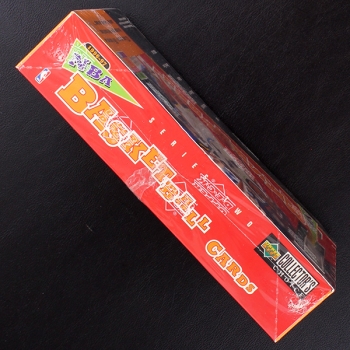 NBA
BASKETBALL CARDS
SERIES TWO
COLLECTOR'S
CHOICE